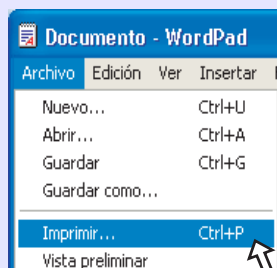 Documento - WordPad
Archivo Edición Ver Insertar
Nuevo... Ctrl+U
Abrir... Ctrl+A
Guardar Ctrl+G
Guardar como...
Imprimir... Ctrl+P
Vista preliminar